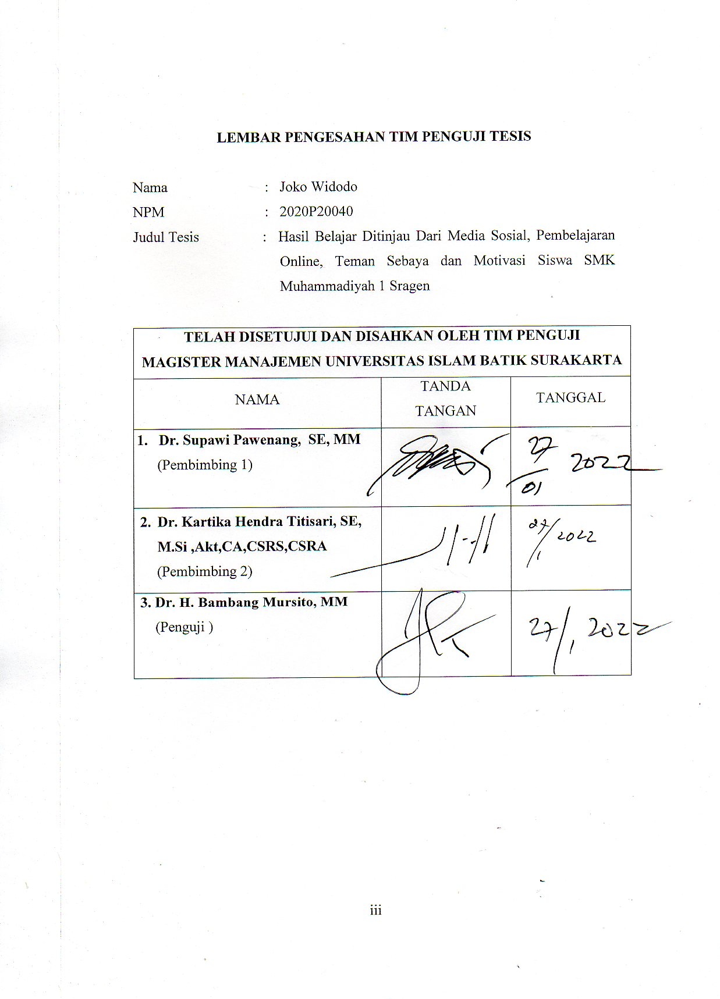 LEMBAR PENGESAHAN TIM PENGUJI TESIS
Nama : Joko Widodo
NPM : 2020P20040
Judul Tesis : Hasil Belajar Ditinjau Dari Media Sosial, Pembelajaran
Online, Teman Sebaya dan Motivasi Siswa SMK
Muhammadiyah 1 Sragen
TELAH DISETUJUI DAN DISAHKAN OLEH TIM PENGUJI
MAGISTER MANAJEMEN UNIVERSITAS ISLAM BATIK SURAKARTA
NAMA
TANDA
TANGAN
TANGGAL
1. Dr. Supawi Pawenang, SE, MM
(Pembimbing 1)
27/01 2022
2. Dr. Kartika Hendra Titisari, SE,
M.Si ,Akt,CA,CSRS,CSRA
(Pembimbing 2)
27/1 2022
3. Dr. H. Bambang Mursito, MM
(Penguji )
27/1 2022
iii